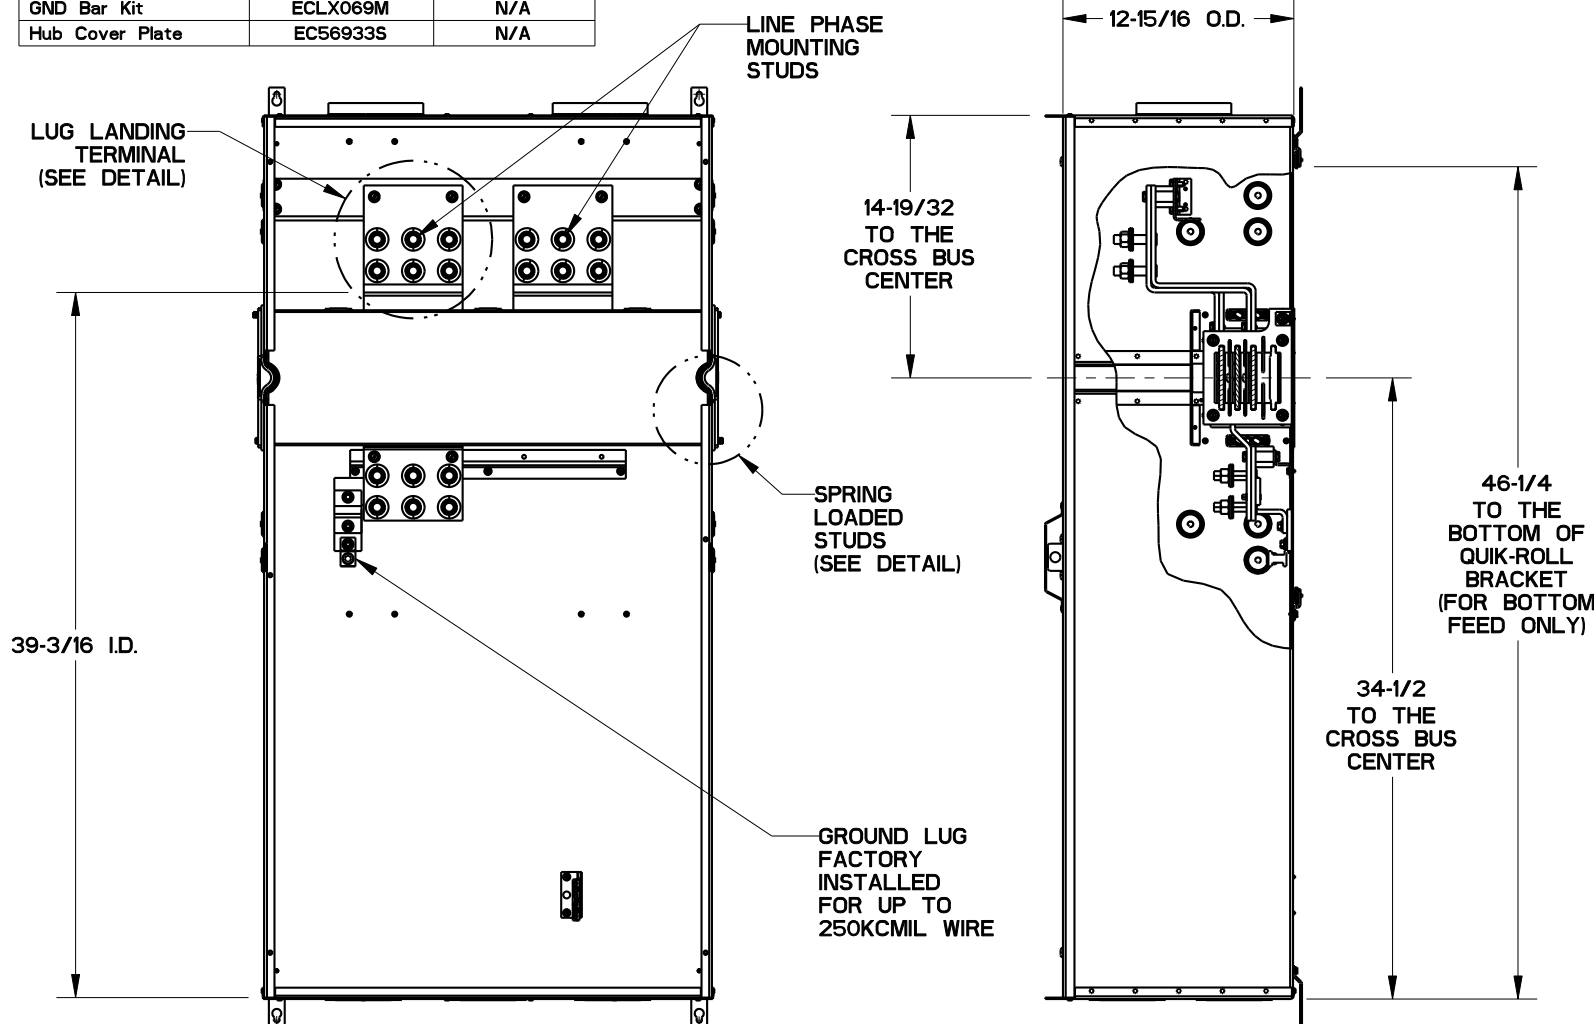 GND Bar Kit ECLX069M N/A
Hub Cover Plate EC56933S N/A
LINE PHASE
MOUNTING
STUDS
12-15/16 O.D.
LUG LANDING
TERMINAL
(SEE DETAIL)
14-19/32
TO THE
CROSS BUS
CENTER
SPRING
LOADED
STUDS
(SEE DETAIL)
46-1/4
TO THE
BOTTOM OF
QUIK-ROLL
BRACKET
(FOR BOTTOM
FEED ONLY)
39-3/16 I.D.
34-1/2
TO THE
CROSS BUS
CENTER
GROUND LUG
FACTORY
INSTALLED
FOR UP TO
250KCMIL WIRE